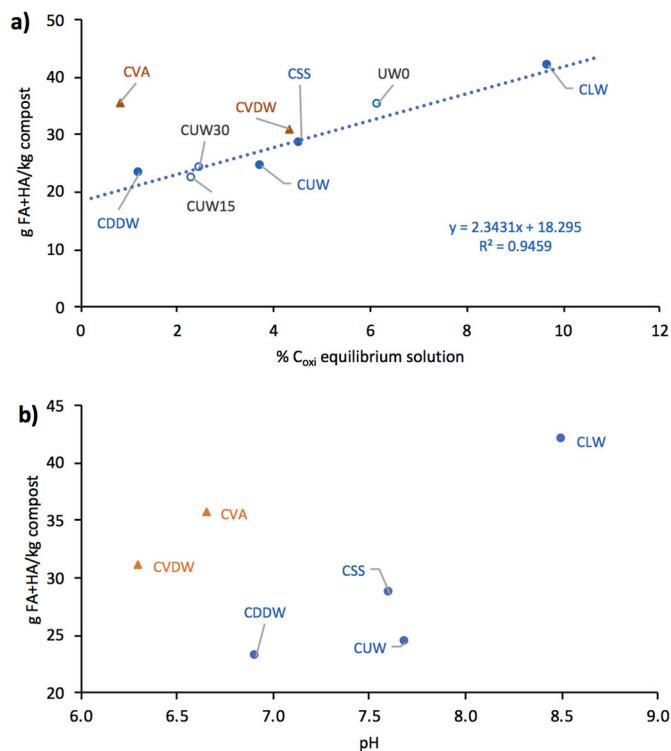 a)
50
40
30
20
10
0
g FA+HA/kg compost
CVA
CSS
UW0
CLW
CVDW
CUW30
CUW
CUW15
CDDW
y = 2.3431x + 18.295
R² = 0.9459
0 2 4 6 8 10 12
% Coxi equilibrium solution
b)
45
40
35
30
25
20
g FA+HA/kg compost
CLW
CVA
CVDW
CSS
CDDW
CUW
6.0 6.5 7.0 7.5 8.0 8.5 9.0
pH